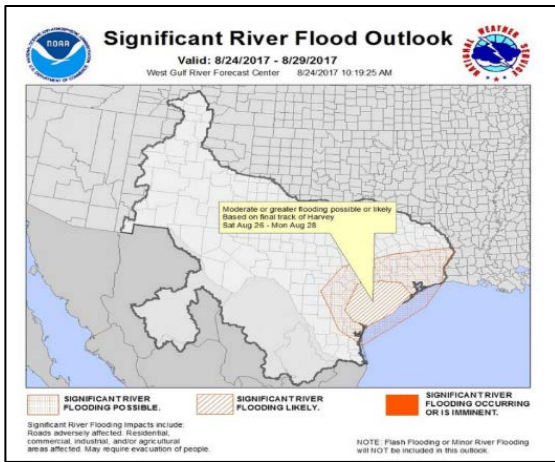 NOAA
Significant River Flood Outlook
Valid: 8/24/2017 - 8/29/2017
West Gulf River Forecast Center 8/24/2017 10:19:25 AM
NATIONAL WEATHER SERVICE
Moderate or greater flooding possible or likely
Based on final track of Harvey
Sat Aug 26 - Mon Aug 28
SIGNIFICANT RIVER
FLOODING POSSIBLE.
SIGNIFICANT RIVER
FLOODING LIKELY.
SIGNIFICANT RIVER
FLOODING OCCURRING
OR IS IMMINENT.
Significant River Flooding Impacts include:
Roads adversely affected. Residential,
commercial, industrial, and/or agricultural
areas affected. May require evacuation of people.
NOTE: Flash Flooding or Minor River Flooding
will NOT be included in this outlook.